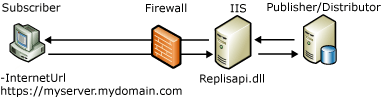 Subscriber Firewall IIS Publisher/Distributor
-InternetUrl Replisapi.dll
https://myserver.mydomain.com